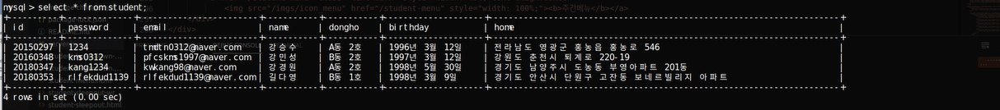 mysql > select * from student;
| id | password | email | name | dongho | birthday | home |
| 20150297 | 1234 | tmdtn0312@naver.com | 강승수 | A동 2호 | 1996년 3월 12일 | 전라남도 영광군 홍농읍 홍농로 546
| 20160348 | kms0312 | pfcskms1997@naver.com | 강민성 | B동 2호 | 1997년 3월 12일 | 강원도 춘천시 퇴계로 220-19
| 20180347 | kwkang1234 | kwkang98@naver.com | 강경원 | A동 2호 | 1998년 5월 30일 | 경기도 남양주시 도농동 부영아파트 201동
| 20180353 | rlfekdud1139 | rlfekdud1139@naver.com | 길다영 | B동 1호 | 1998년 3월 9일 | 경기도 안산시 단원구 고잔동 보네르빌리지 아파트
4 rows in set (0.00 sec)